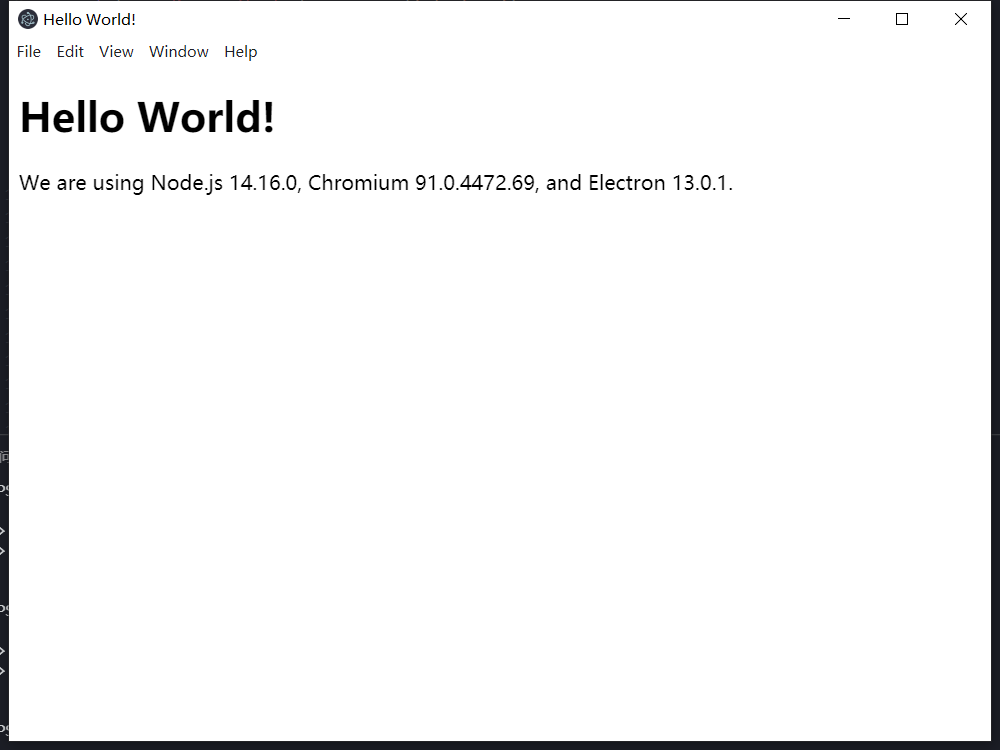 Hello World!
File Edit View Window Help
Hello World!
We are using Node.js 14.16.0, Chromium 91.0.4472.69, and Electron 13.0.1.